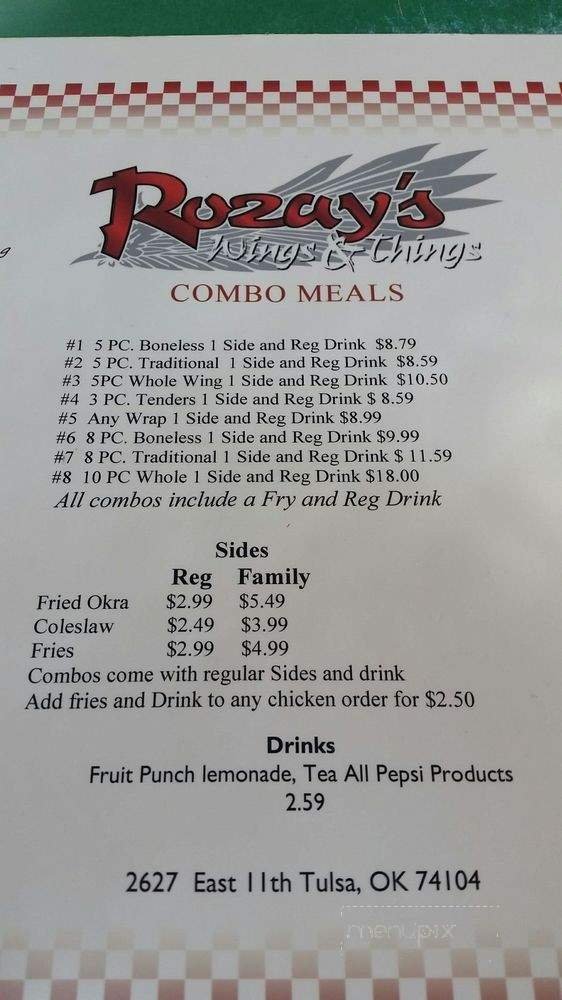 Rozay's
Wings & Things
COMBO MEALS
#1 5 PC. Boneless 1 Side and Reg Drink $8.79
#2 5 PC. Traditional 1 Side and Reg Drink $8.59
#3 5PC Whole Wing 1 Side and Reg Drink $10.50
#4 3 PC. Tenders 1 Side and Reg Drink $ 8.59
#5 Any Wrap 1 Side and Reg Drink $8.99
#6 8 PC. Boneless 1 Side and Reg Drink $9.99
#7 8 PC. Traditional 1 Side and Reg Drink $ 11.59
#8 10 PC Whole 1 Side and Reg Drink $18.00
All combos include a Fry and Reg Drink
Sides
Reg Family
Fried Okra $2.99 $5.49
Coleslaw $2.49 $3.99
Fries $2.99 $4.99
Combos come with regular Sides and drink
Add fries and Drink to any chicken order for $2.50
Drinks
Fruit Punch lemonade, Tea All Pepsi Products
2.59
2627 East 11th Tulsa, OK 74104
menupix